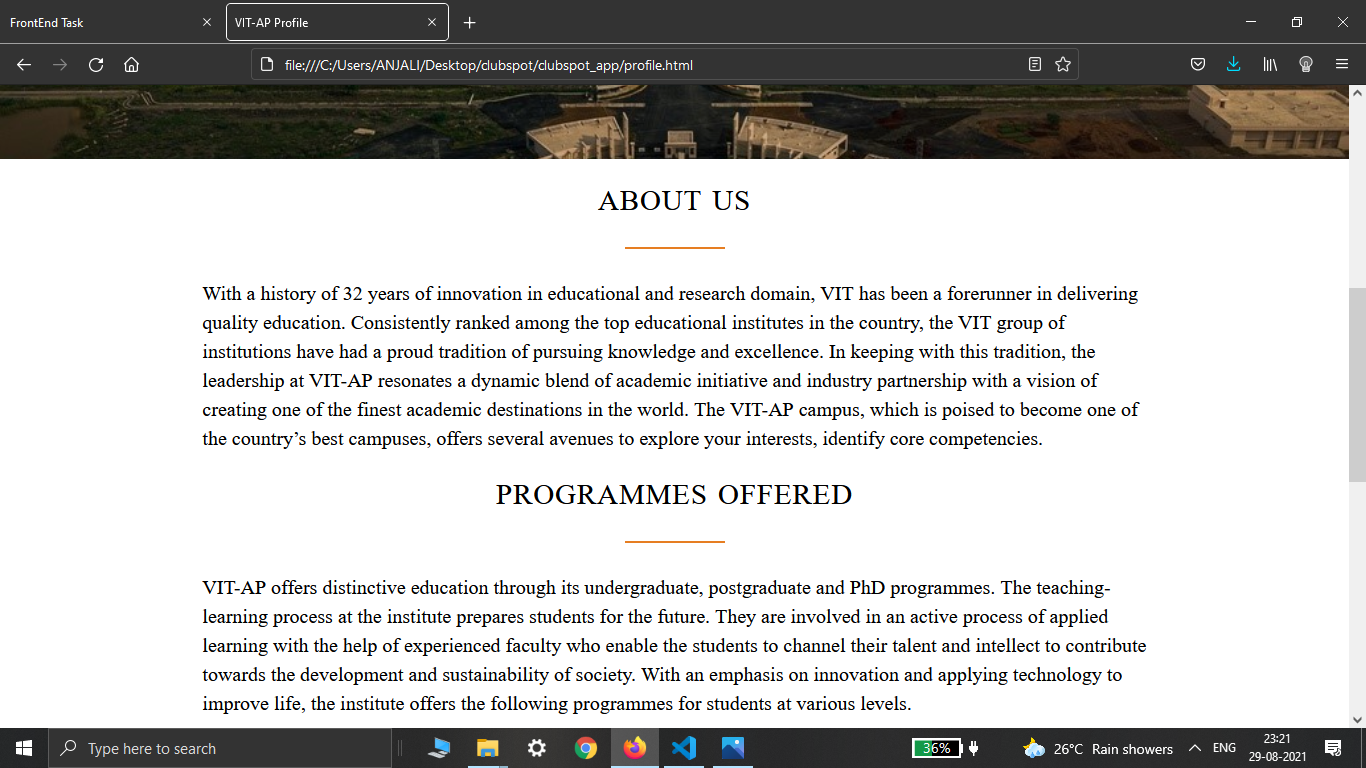 FrontEnd Task
VIT-AP Profile
file:///C:/Users/ANJALI/Desktop/clubspot/clubspot_app/profile.html
ABOUT US
With a history of 32 years of innovation in educational and research domain, VIT has been a forerunner in delivering
quality education. Consistently ranked among the top educational institutes in the country, the VIT group of
institutions have had a proud tradition of pursuing knowledge and excellence. In keeping with this tradition, the
leadership at VIT-AP resonates a dynamic blend of academic initiative and industry partnership with a vision of
creating one of the finest academic destinations in the world. The VIT-AP campus, which is poised to become one of
the country’s best campuses, offers several avenues to explore your interests, identify core competencies.
PROGRAMMES OFFERED
VIT-AP offers distinctive education through its undergraduate, postgraduate and PhD programmes. The teaching-
learning process at the institute prepares students for the future. They are involved in an active process of applied
learning with the help of experienced faculty who enable the students to channel their talent and intellect to contribute
towards the development and sustainability of society. With an emphasis on innovation and applying technology to
improve life, the institute offers the following programmes for students at various levels.
Type here to search
36%
26°C Rain showers
ENG
23:21
29-08-2021